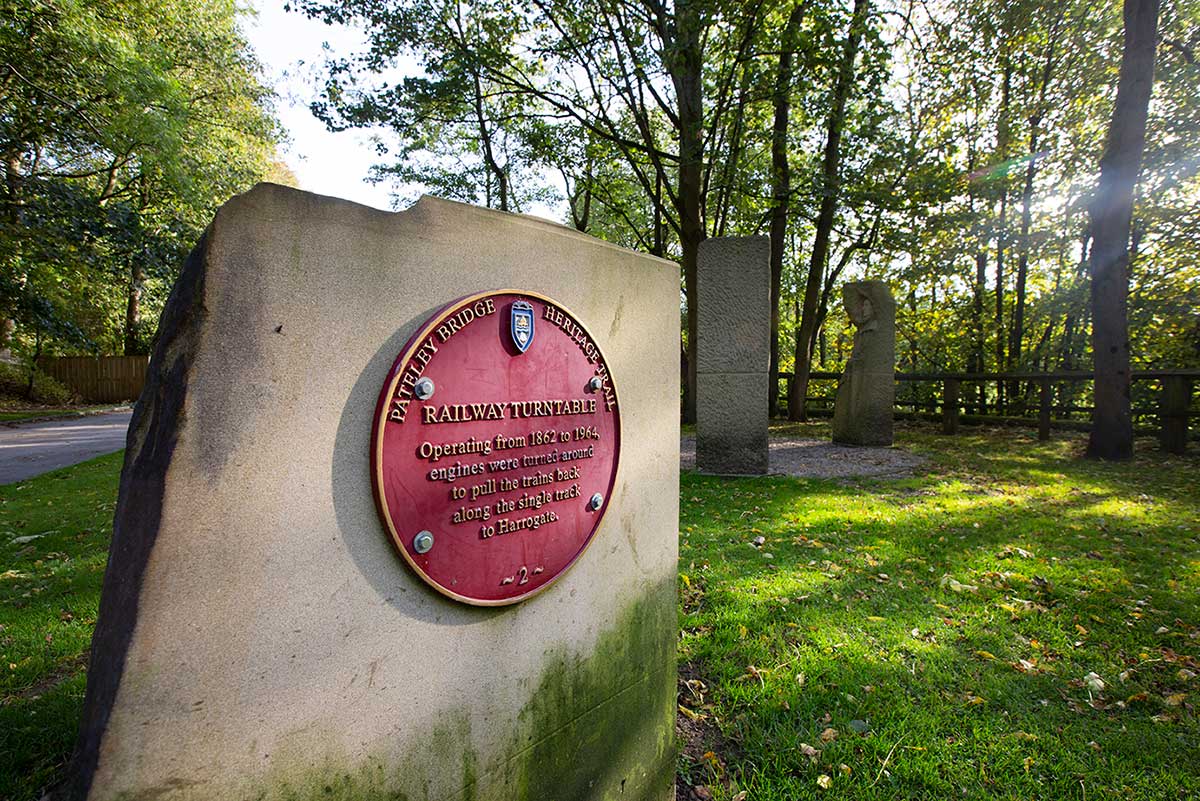 PATELEY BRIDGE HERITAGE TRAIL
RAILWAY TURNTABLE
Operating from 1862 to 1964,
engines were turned around
to pull the trains back
along the single track
to Harrogate.
~ 2 ~